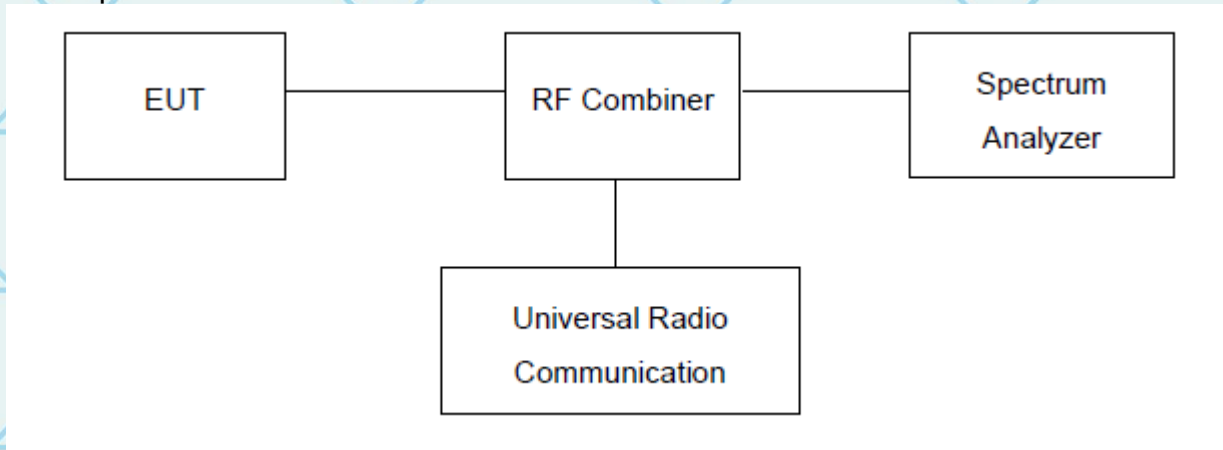 EUT
RF Combiner
Spectrum
Analyzer
Universal Radio
Communication